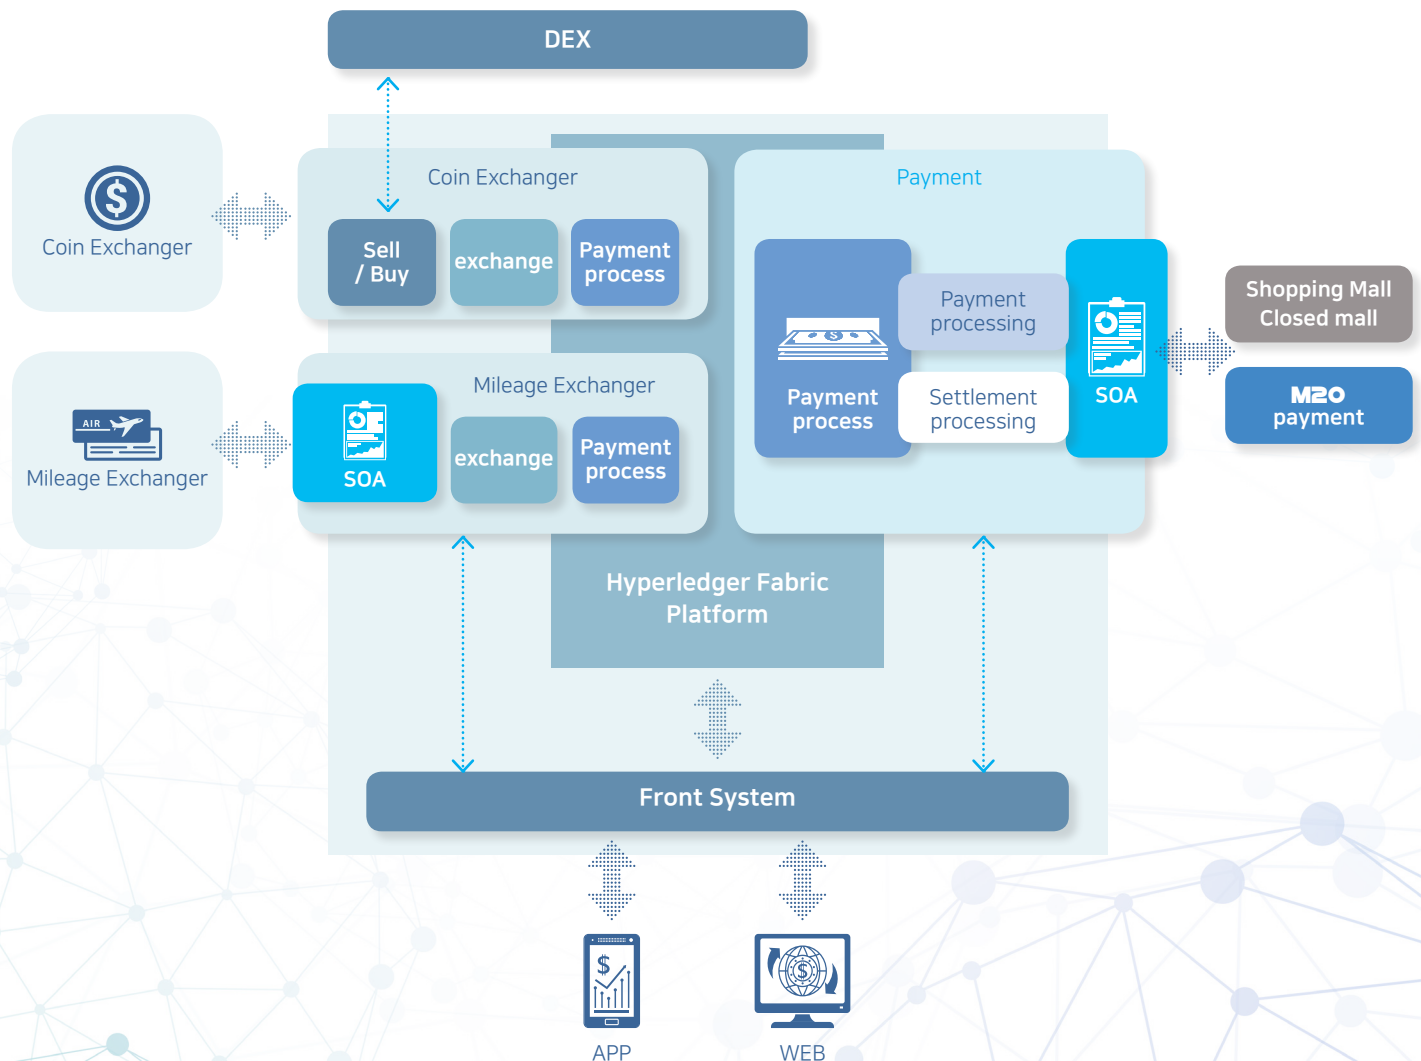 DEX
Coin Exchanger
Coin Exchanger
Sell
/ Buy
exchange
Payment
process
Mileage Exchanger
AIR
Mileage Exchanger
SOA
exchange
Payment
process
Payment
Payment
process
Payment
processing
Settlement
processing
SOA
Shopping Mall
Closed mall
M20
payment
Hyperledger Fabric
Platform
Front System
APP
WEB